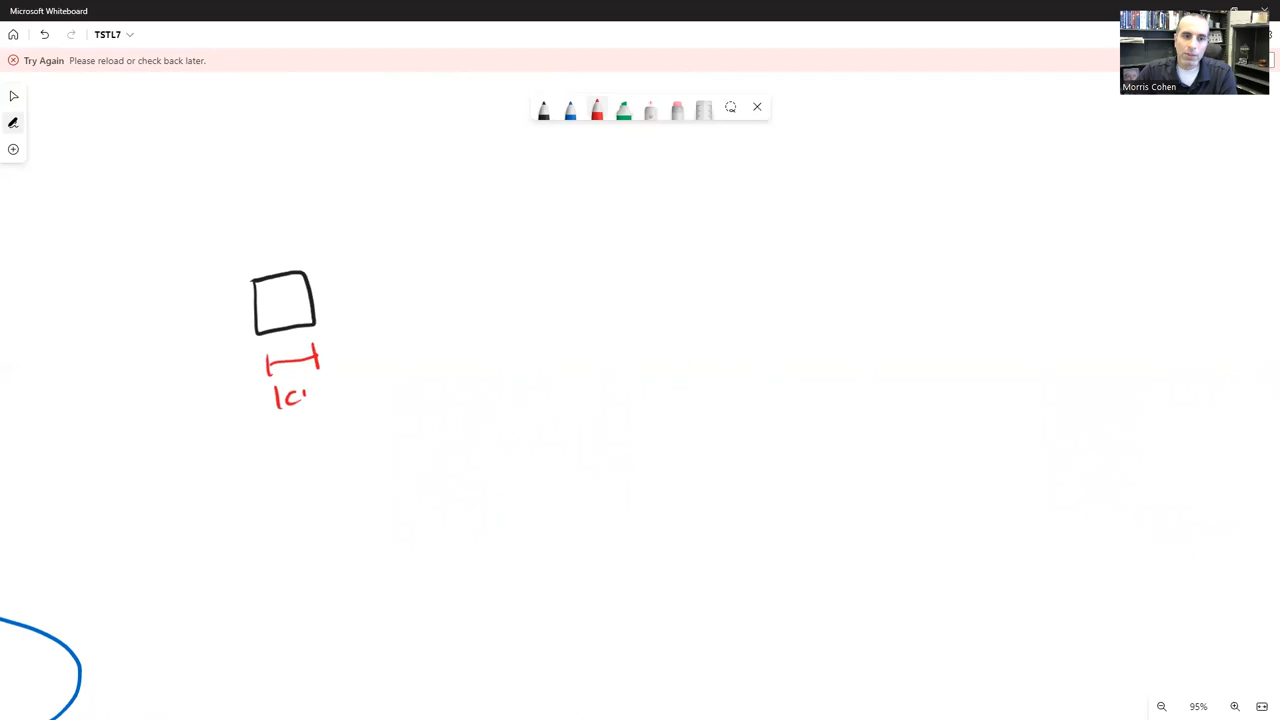 Microsoft Whiteboard
TSTL7
Try Again Please reload or check back later.
Morris Cohen
1c
95%